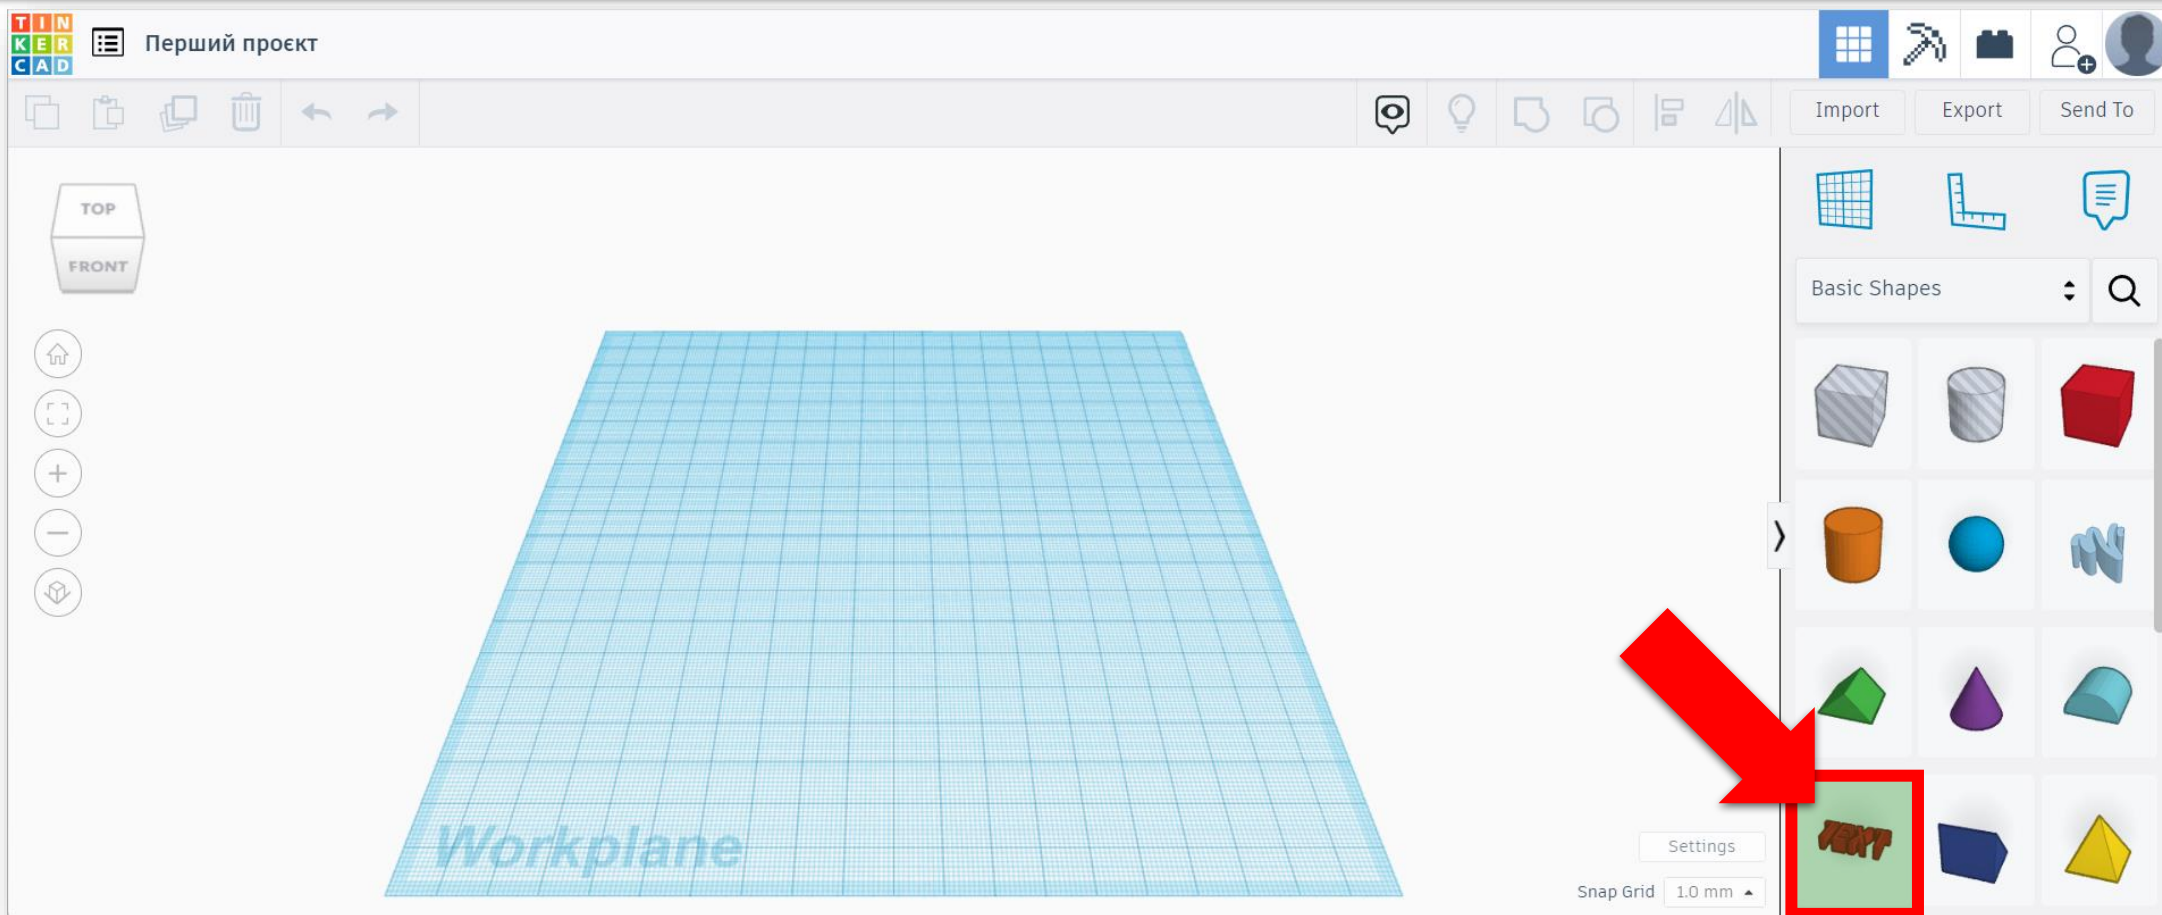 TIN
KER
CAD
Перший проєкт
Import
Export
Send To
TOP
FRONT
Basic Shapes
TEXT
Workplane
Settings
Snap Grid 1.0 mm